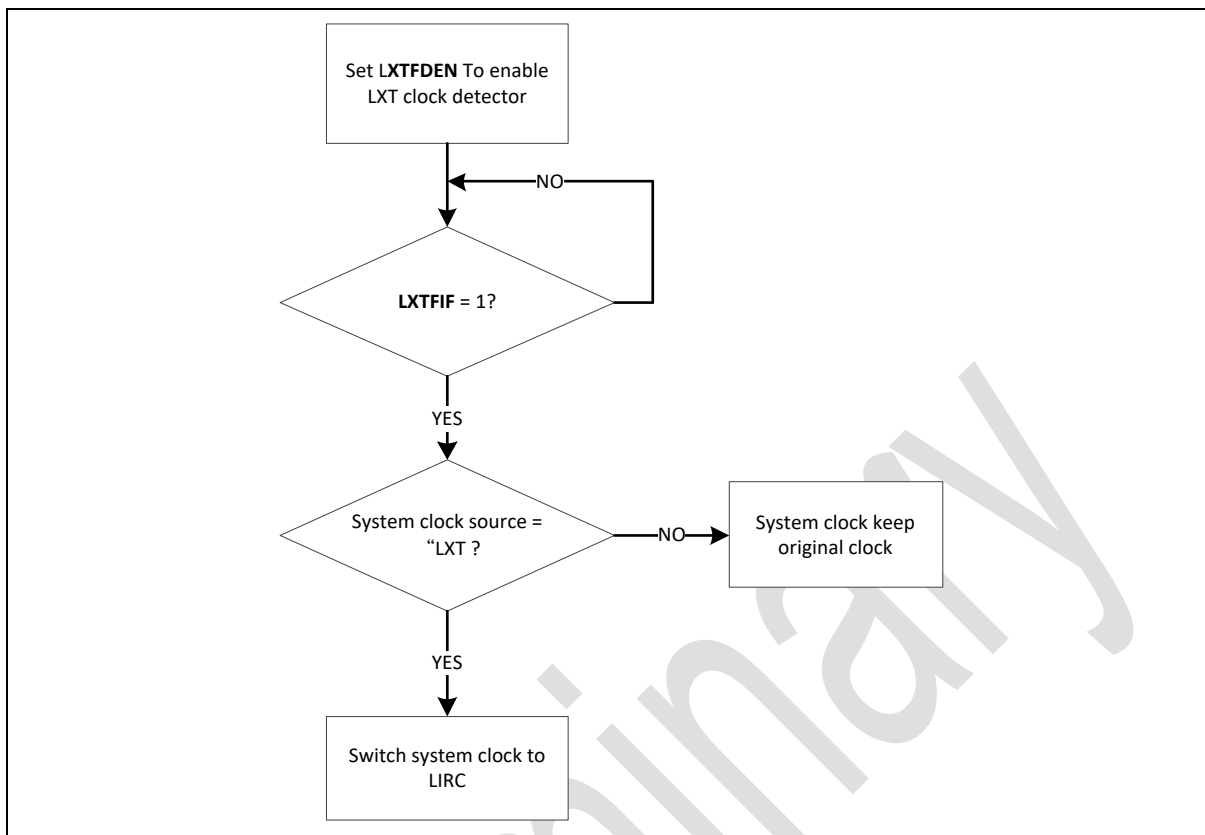 Set LXTFDEN To enable
LXT clock detector
NO
LXTFIF = 1?
YES
System clock source =
“LXT ?
NO
System clock keep
original clock
YES
Switch system clock to
LIRC
minary